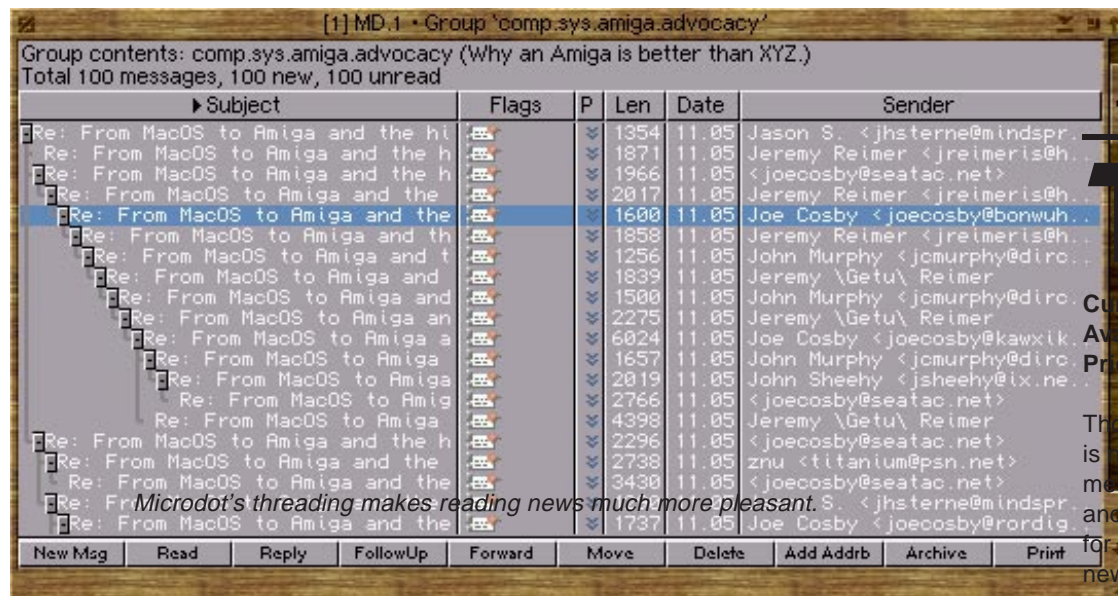 [1] MD.1 • Group 'comp.sys.amiga.advocacy'
Group contents: comp.sys.amiga.advocacy (Why an Amiga is better than XYZ.)
Total 100 messages, 100 new, 100 unread
Subject Flags P Len Date Sender
Re: From MacOS to Amiga and the hi 1354 11.05 Jason S. <jhsterne@mindspr..
Re: From MacOS to Amiga and the h 1871 11.05 Jeremy Reimer <jreimeris@h..
Re: From MacOS to Amiga and the h 1966 11.05 <joecosby@seatac.net>
Re: From MacOS to Amiga and the 2017 11.05 Jeremy Reimer <jreimeris@h..
Re: From MacOS to Amiga and the 1600 11.05 Joe Cosby <joecosby@bonwuh..
Re: From MacOS to Amiga and th 1858 11.05 Jeremy Reimer <jreimeris@h..
Re: From MacOS to Amiga and t 1256 11.05 John Murphy <jcmurphy@dirc..
Re: From MacOS to Amiga and 1839 11.05 Jeremy \Getu\ Reimer
Re: From MacOS to Amiga and 1500 11.05 John Murphy <jcmurphy@dirc..
Re: From MacOS to Amiga an 2275 11.05 Jeremy \Getu\ Reimer
Re: From MacOS to Amiga a 6024 11.05 Joe Cosby <joecosby@kawxik..
Re: From MacOS to Amiga 1657 11.05 John Murphy <jcmurphy@dirc..
Re: From MacOS to Amiga 2019 11.05 John Sheehy <jsheehy@ix.ne..
Re: From MacOS to Amig 2766 11.05 <joecosby@seatac.net>
Re: From MacOS to Amig 4398 11.05 Jeremy \Getu\ Reimer
Re: From MacOS to Amiga and the h 2296 11.05 <joecosby@seatac.net>
Re: From MacOS to Amiga and the 2738 11.05 znu <titanium@psn.net>
Re: From MacOS to Amiga and the 3430 11.05 <joecosby@seatac.net>
Re: From S. <jhsterne@mindspr..
Microdot's threading makes reading news much more pleasant.
Re: From MacOS to Amiga and the 1737 11.05 Joe Cosby <joecosby@rordig..
New Msg Read Reply FollowUp Forward Move Delete Add Addrb Archive Print
Cu
Av
Pri
Tho
is
me
and
for
new